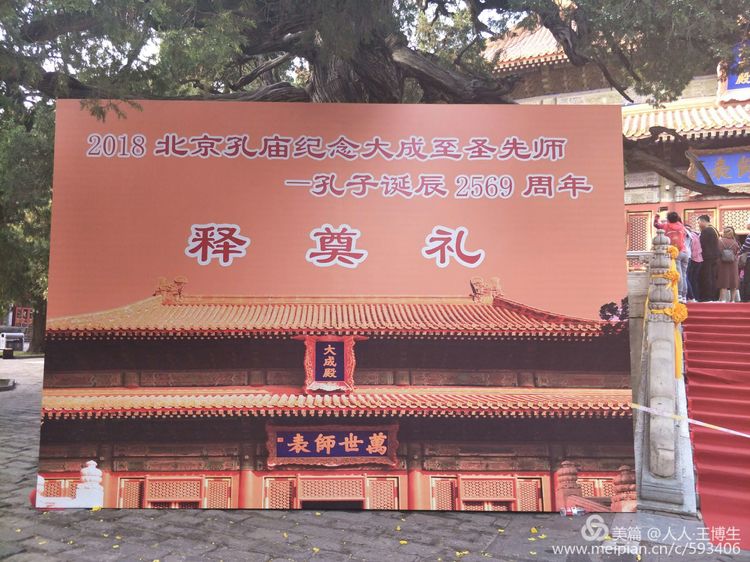 2018 北京孔庙纪念大成至圣先师
—孔子诞辰 2569 周年
释 奠 礼
大成殿
萬世師表
美篇 @人人·王博生
www.meipian.cn/c/593406